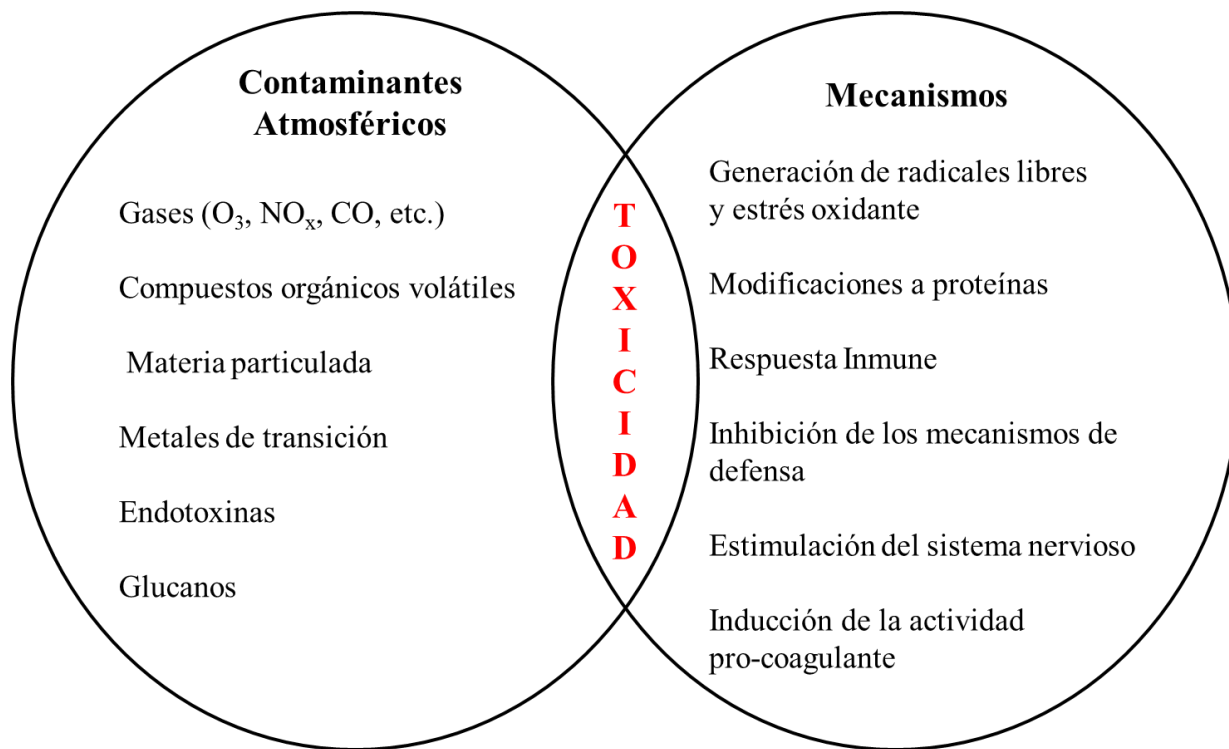 Contaminantes
Atmosféricos
Gases (O₃, NOₓ, CO, etc.)
Compuestos orgánicos volátiles
Materia particulada
Metales de transición
Endotoxinas
Glucanos
T
O
X
I
C
I
D
A
D
Mecanismos
Generación de radicales libres
y estrés oxidante
Modificaciones a proteínas
Respuesta Inmune
Inhibición de los mecanismos de
defensa
Estimulación del sistema nervioso
Inducción de la actividad
pro-coagulante